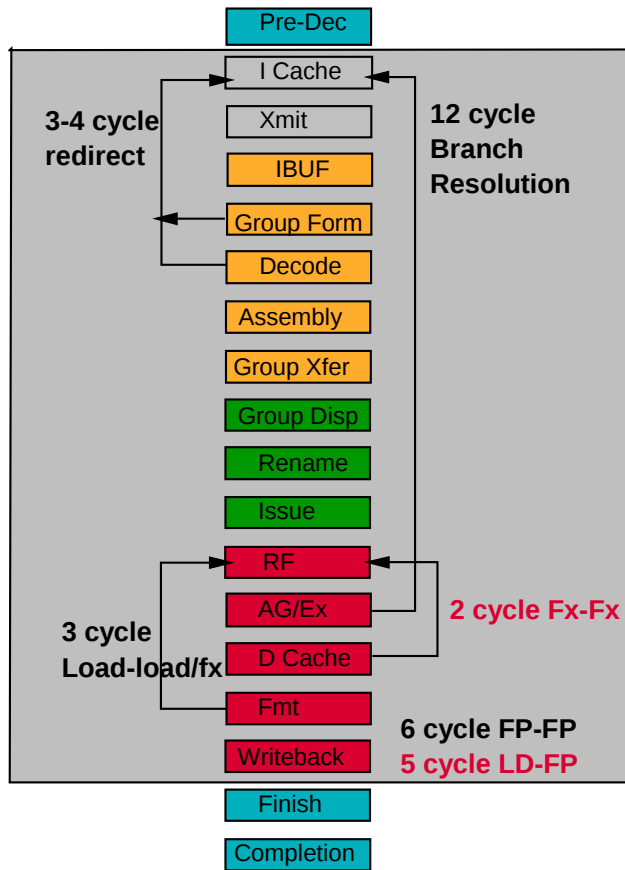 Pre-Dec
I Cache
3-4 cycle
redirect
12 cycle
Branch
Resolution
Xmit
IBUF
Group Form
Decode
Assembly
Group Xfer
Group Disp
Rename
Issue
RF
AG/Ex
2 cycle Fx-Fx
3 cycle
Load-load/fx
D Cache
Fmt
6 cycle FP-FP
5 cycle LD-FP
Writeback
Finish
Completion